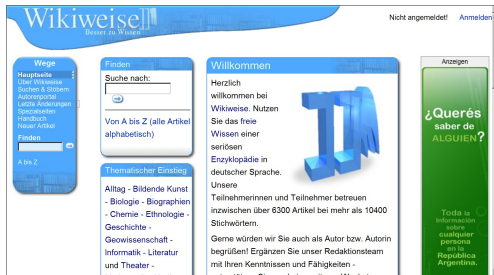 Wikiweise
Besser zu Wissen
Nicht angemeldet! Anmelden
Wege
Hauptseite
Über Wikiweise
Suchen & Stöbern
Autorenportal
Letzte Änderungen
Spezialseiten
Handbuch
Neuer Artikel
Finden
A bis Z
Finden
Suche nach:
Von A bis Z (alle Artikel
alphabetisch)
Thematischer Einstieg
Alltag - Bildende Kunst
- Biologie - Biographien
- Chemie - Ethnologie -
Geschichte -
Geowissenschaft -
Informatik - Literatur
und Theater -
Willkommen
Herzlich
willkommen bei
Wikiweise. Nutzen
Sie das freie
Wissen einer
seriösen
Enzyklopädie in
deutscher Sprache.
Unsere
Teilnehmerinnen und Teilnehmer betreuen
inzwischen über 6300 Artikel bei mehr als 10400
Stichwörtern.
Gerne würden wir Sie auch als Autor bzw. Autorin
begrüßen! Ergänzen Sie unser Redaktionsteam
mit Ihren Kenntnissen und Fähigkeiten -
Anzeigen
¿Querés
saber de
ALGUIEN?
Toda la
Información
sobre
cualquier
persona
en la
República
Argentina.